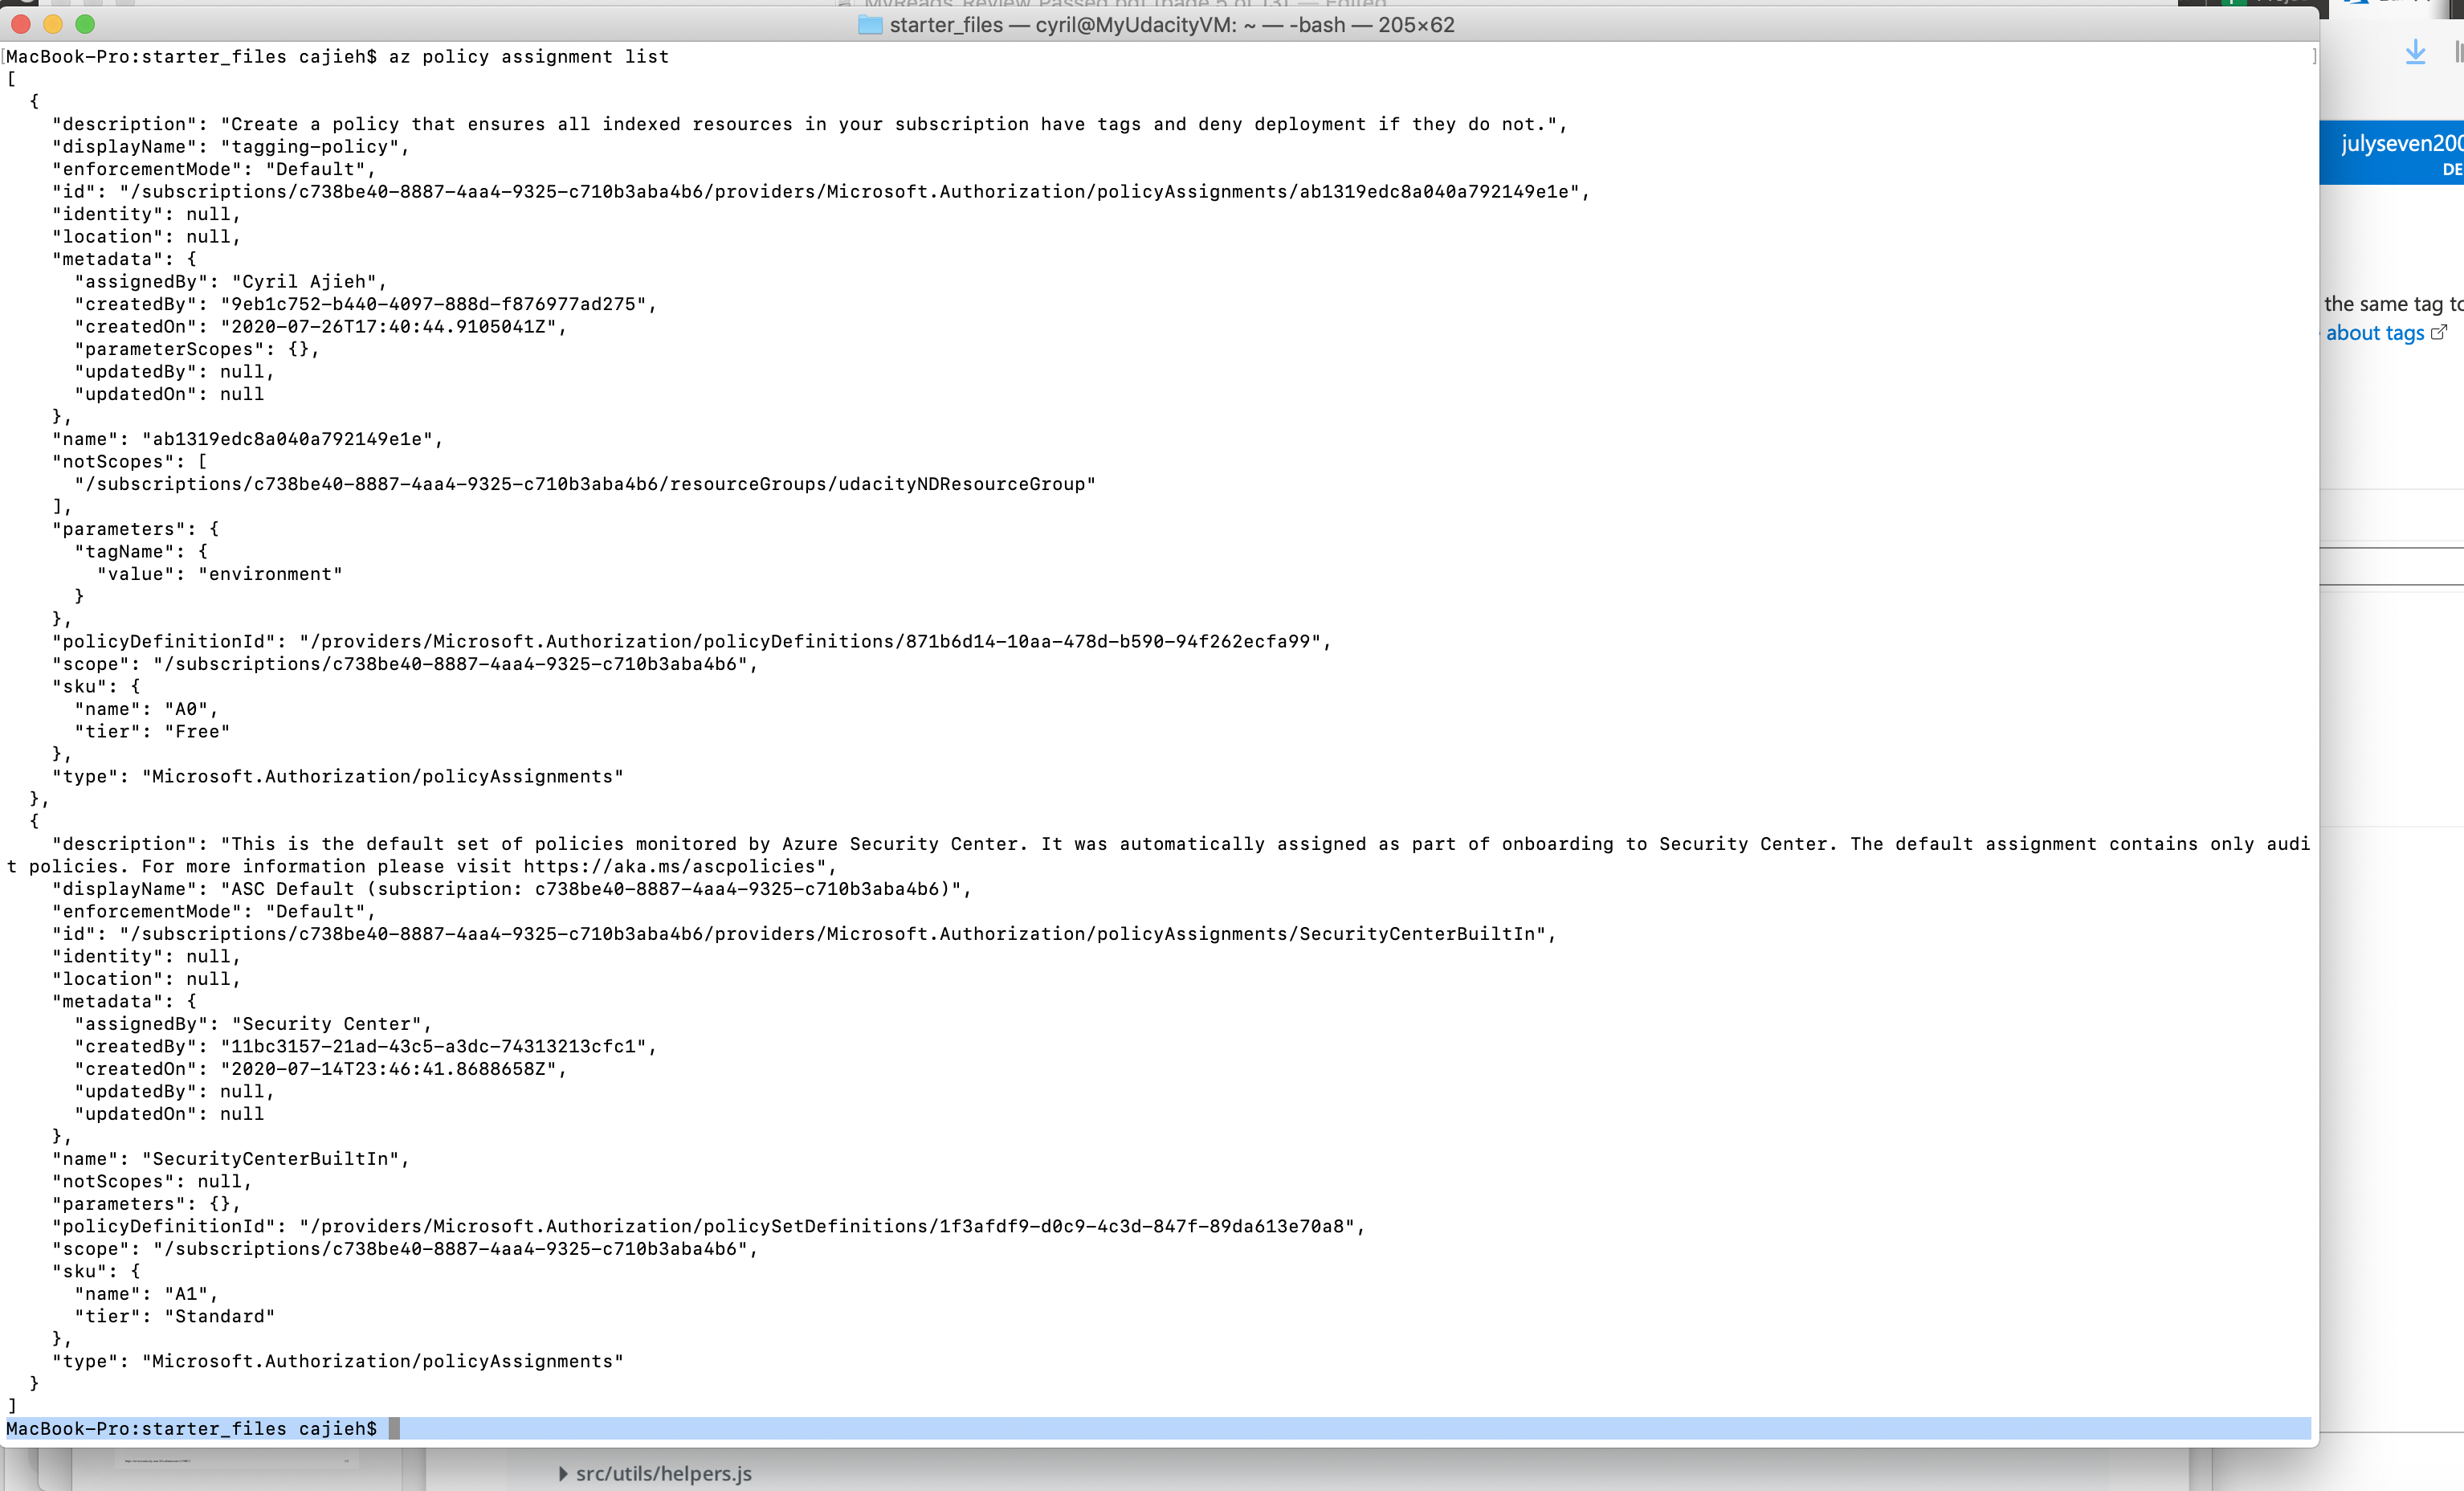 MyReads Review Passed.pdf (page 5 of 13) — Edited
starter_files — cyril@MyUdacityVM: ~ — -bash — 205×62
MacBook-Pro:starter_files cajieh$ az policy assignment list
[
  {
    "description": "Create a policy that ensures all indexed resources in your subscription have tags and deny deployment if they do not.",
    "displayName": "tagging-policy",
    "enforcementMode": "Default",
    "id": "/subscriptions/c738be40-8887-4aa4-9325-c710b3aba4b6/providers/Microsoft.Authorization/policyAssignments/ab1319edc8a040a792149e1e",
    "identity": null,
    "location": null,
    "metadata": {
      "assignedBy": "Cyril Ajieh",
      "createdBy": "9eb1c752-b440-4097-888d-f876977ad275",
      "createdOn": "2020-07-26T17:40:44.9105041Z",
      "parameterScopes": {},
      "updatedBy": null,
      "updatedOn": null
    },
    "name": "ab1319edc8a040a792149e1e",
    "notScopes": [
      "/subscriptions/c738be40-8887-4aa4-9325-c710b3aba4b6/resourceGroups/udacityNDResourceGroup"
    ],
    "parameters": {
      "tagName": {
        "value": "environment"
      }
    },
    "policyDefinitionId": "/providers/Microsoft.Authorization/policyDefinitions/871b6d14-10aa-478d-b590-94f262ecfa99",
    "scope": "/subscriptions/c738be40-8887-4aa4-9325-c710b3aba4b6",
    "sku": {
      "name": "A0",
      "tier": "Free"
    },
    "type": "Microsoft.Authorization/policyAssignments"
  },
  {
    "description": "This is the default set of policies monitored by Azure Security Center. It was automatically assigned as part of onboarding to Security Center. The default assignment contains only audi
t policies. For more information please visit https://aka.ms/ascpolicies",
    "displayName": "ASC Default (subscription: c738be40-8887-4aa4-9325-c710b3aba4b6)",
    "enforcementMode": "Default",
    "id": "/subscriptions/c738be40-8887-4aa4-9325-c710b3aba4b6/providers/Microsoft.Authorization/policyAssignments/SecurityCenterBuiltIn",
    "identity": null,
    "location": null,
    "metadata": {
      "assignedBy": "Security Center",
      "createdBy": "11bc3157-21ad-43c5-a3dc-74313213cfc1",
      "createdOn": "2020-07-14T23:46:41.8688658Z",
      "updatedBy": null,
      "updatedOn": null
    },
    "name": "SecurityCenterBuiltIn",
    "notScopes": null,
    "parameters": {},
    "policyDefinitionId": "/providers/Microsoft.Authorization/policySetDefinitions/1f3afdf9-d0c9-4c3d-847f-89da613e70a8",
    "scope": "/subscriptions/c738be40-8887-4aa4-9325-c710b3aba4b6",
    "sku": {
      "name": "A1",
      "tier": "Standard"
    },
    "type": "Microsoft.Authorization/policyAssignments"
  }
]
MacBook-Pro:starter_files cajieh$
julyseven200
DE
the same tag to
about tags
src/utils/helpers.js